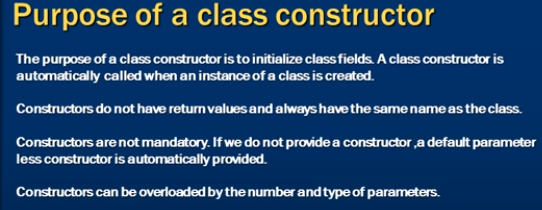 Purpose of a class constructor
The purpose of a class constructor is to initialize class fields. A class constructor is
automatically called when an instance of a class is created.
Constructors do not have return values and always have the same name as the class.
Constructors are not mandatory. If we do not provide a constructor ,a default parameter
less constructor is automatically provided.
Constructors can be overloaded by the number and type of parameters.